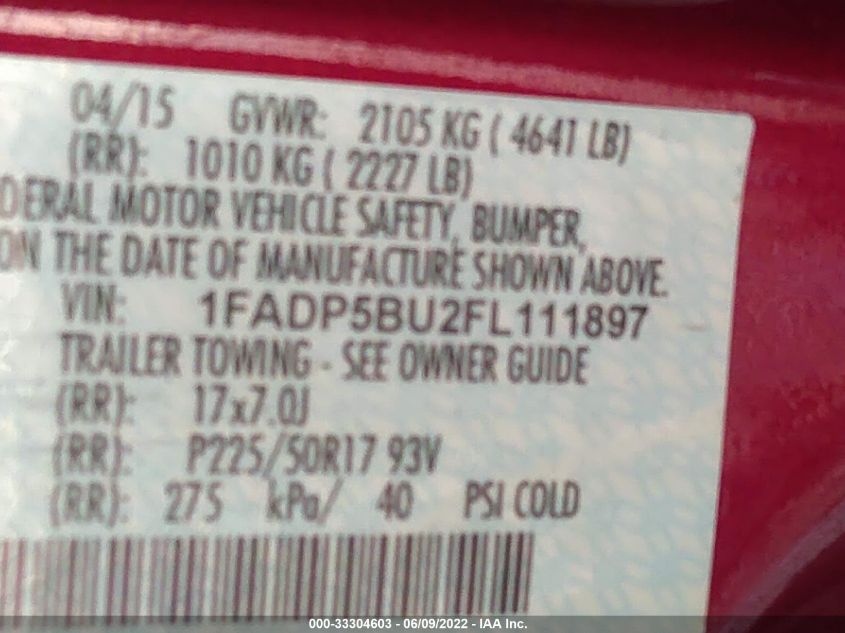 04/15 GVWR: 2105 KG ( 4641 LB)
(RR): 1010 KG ( 2227 LB)
DERAL MOTOR VEHICLE SAFETY, BUMPER,
ON THE DATE OF MANUFACTURE SHOWN ABOVE.
VIN: 1FADP5BU2FL111897
TRAILER TOWING - SEE OWNER GUIDE
(RR): 17x7.0J
(RR): P225/50R17 93V
(RR): 275 kPa/ 40 PSI COLD
000-33304603 - 06/09/2022 - IAA Inc.